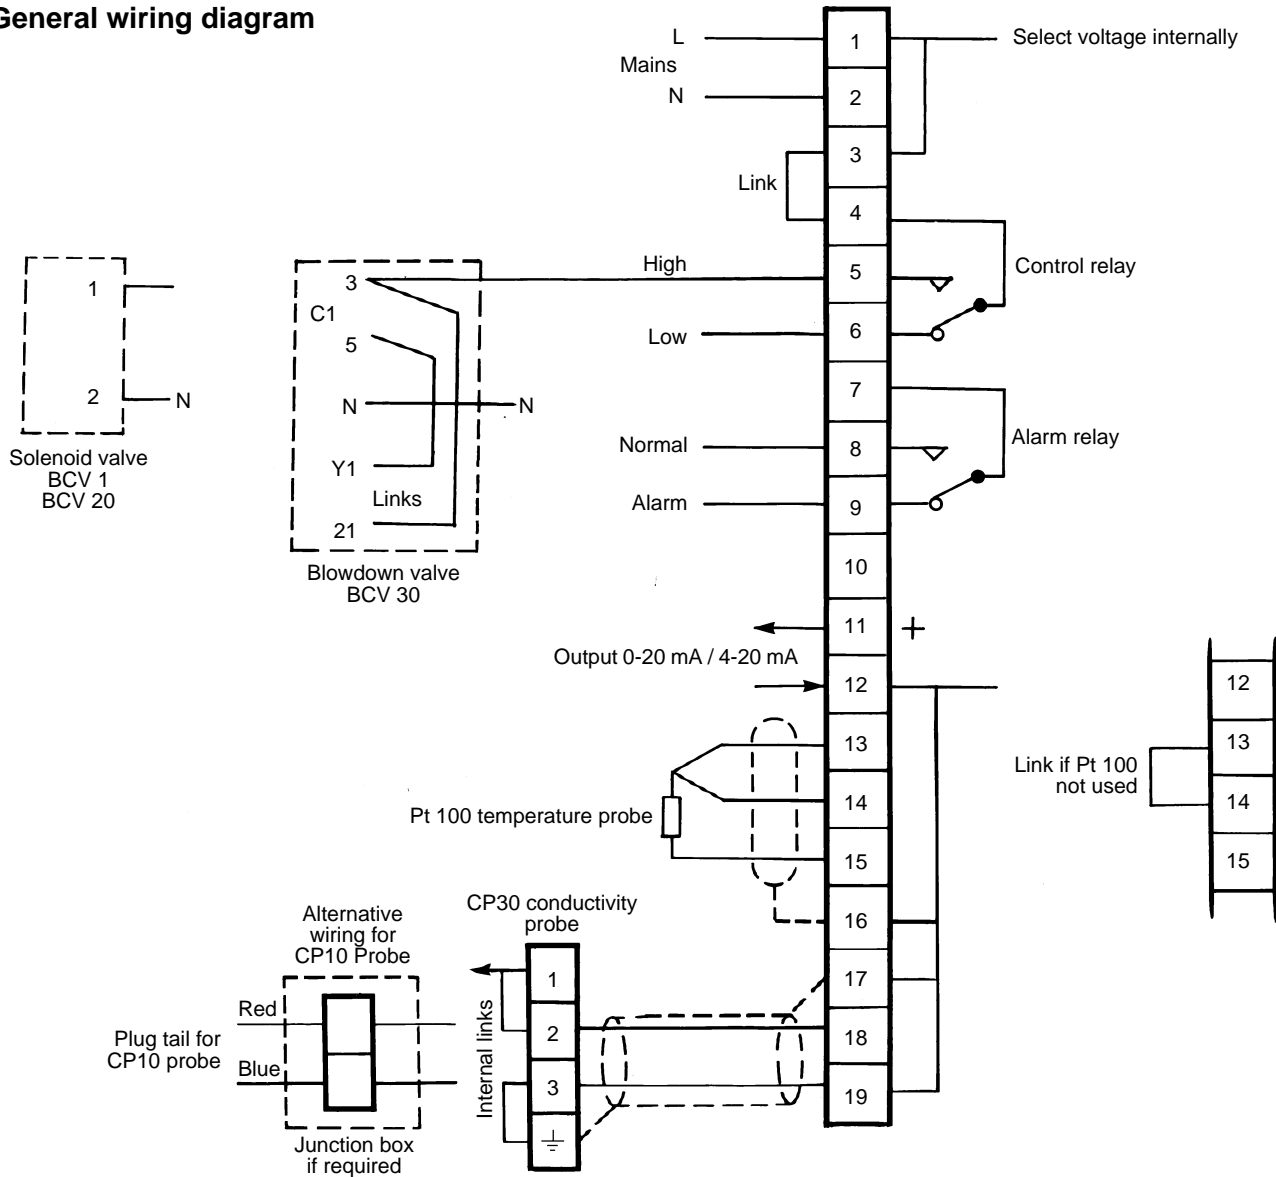 General wiring diagram
L
Mains
N
1
2
3
4
5
6
7
8
9
10
11
12
13
14
15
16
17
18
19
Select voltage internally
Link
High
Low
Control relay
Normal
Alarm
Alarm relay
+
Output 0-20 mA / 4-20 mA
1
2
N
Solenoid valve
BCV 1
BCV 20
3
C1
5
N
N
Y1
Links
21
Blowdown valve
BCV 30
Pt 100 temperature probe
Link if Pt 100
not used
12
13
14
15
CP30 conductivity
probe
1
2
3
Internal links
Alternative
wiring for
CP10 Probe
Red
Plug tail for
CP10 probe
Blue
Junction box
if required